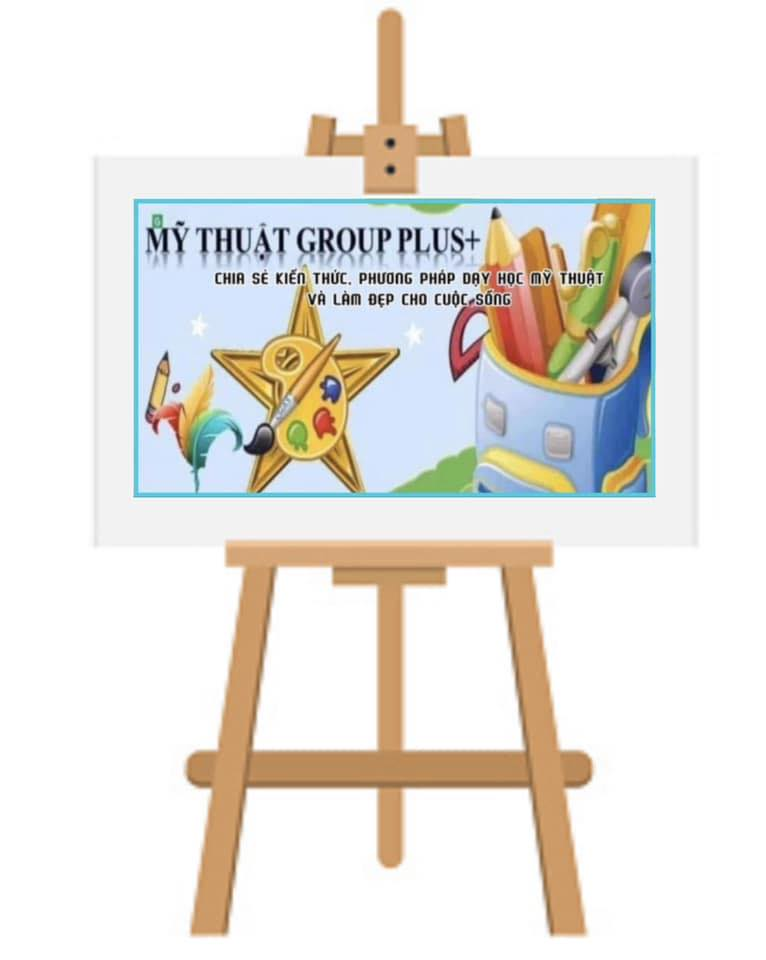 MỸ THUẬT GROUP PLUS+
CHIA SẺ KIẾN THỨC, PHƯƠNG PHÁP DẠY HỌC MỸ THUẬT
VÀ LÀM ĐẸP CHO CUỘC SỐNG